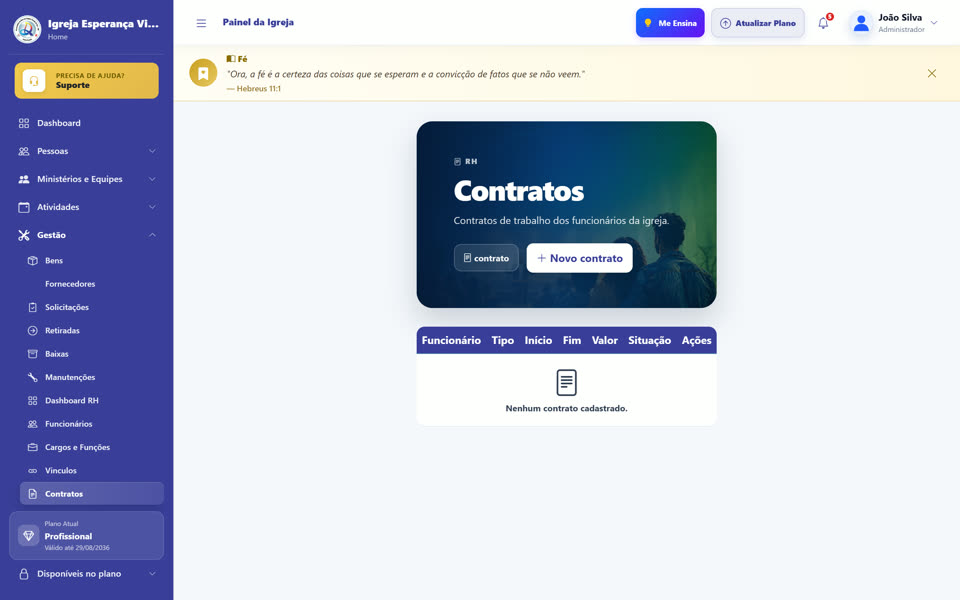 Igreja Esperança Vi...
Home
PRECISA DE AJUDA?
Suporte
Dashboard
Pessoas
Ministérios e Equipes
Atividades
Gestão
Bens
Fornecedores
Solicitações
Retiradas
Baixas
Manutenções
Dashboard RH
Funcionários
Cargos e Funções
Vínculos
Contratos
Plano Atual
Profissional
Válido até 29/08/2036
Disponíveis no plano
Painel da Igreja
Me Ensina
Atualizar Plano
João Silva
Administrador
Fé
"Ora, a fé é a certeza das coisas que se esperam e a convicção de fatos que se não veem."
— Hebreus 11:1
RH
Contratos
Contratos de trabalho dos funcionários da igreja.
contrato
+ Novo contrato
Funcionário Tipo Início Fim Valor Situação Ações
Nenhum contrato cadastrado.